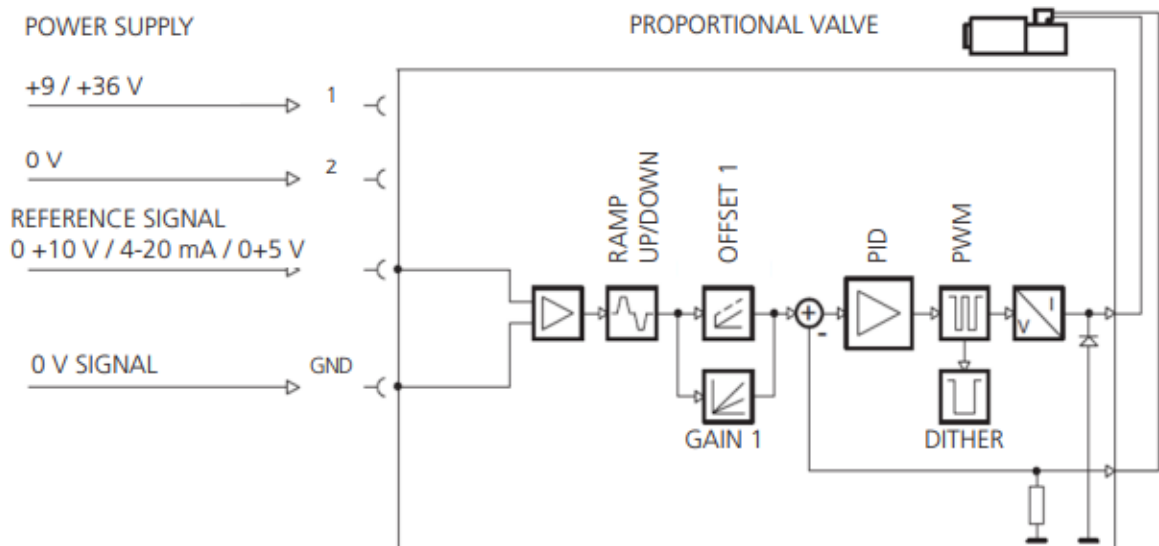 POWER SUPPLY
PROPORTIONAL VALVE
+9 / +36 V
1
0 V
2
REFERENCE SIGNAL
0 +10 V / 4-20 mA / 0+5 V
RAMP
UP/DOWN
OFFSET 1
PID
PWM
I
V
+
-
0 V SIGNAL
GND
GAIN 1
DITHER